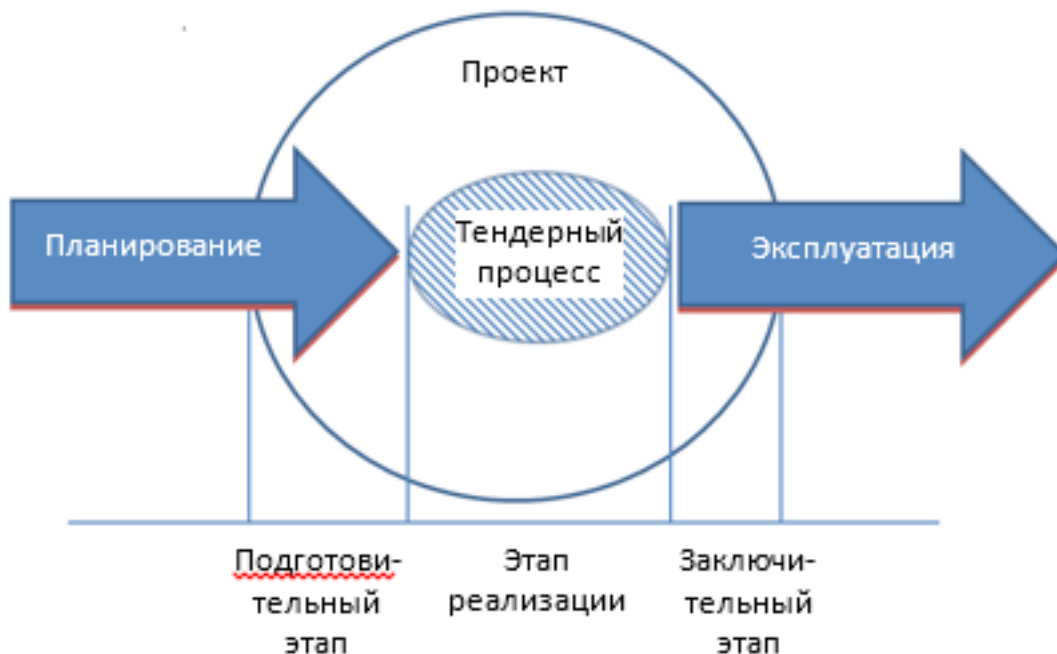 Проект
Планирование
Тендерный
процесс
Эксплуатация
Подготови-
тельный
этап
Этап
реализации
Заключи-
тельный
этап